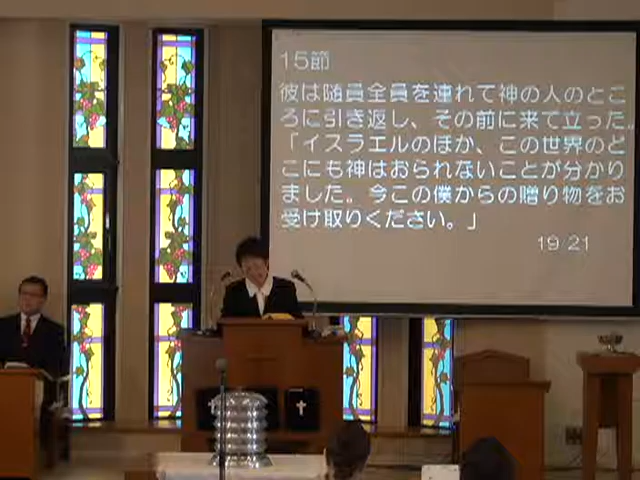 15節
彼は随員全員を連れて神の人のとこ
ろに引き返し、その前に来て立った。
「イスラエルのほか、この世界のど
こにも神はおられないことが分かり
ました。今この僕からの贈り物をお
受け取りください。」
19/21